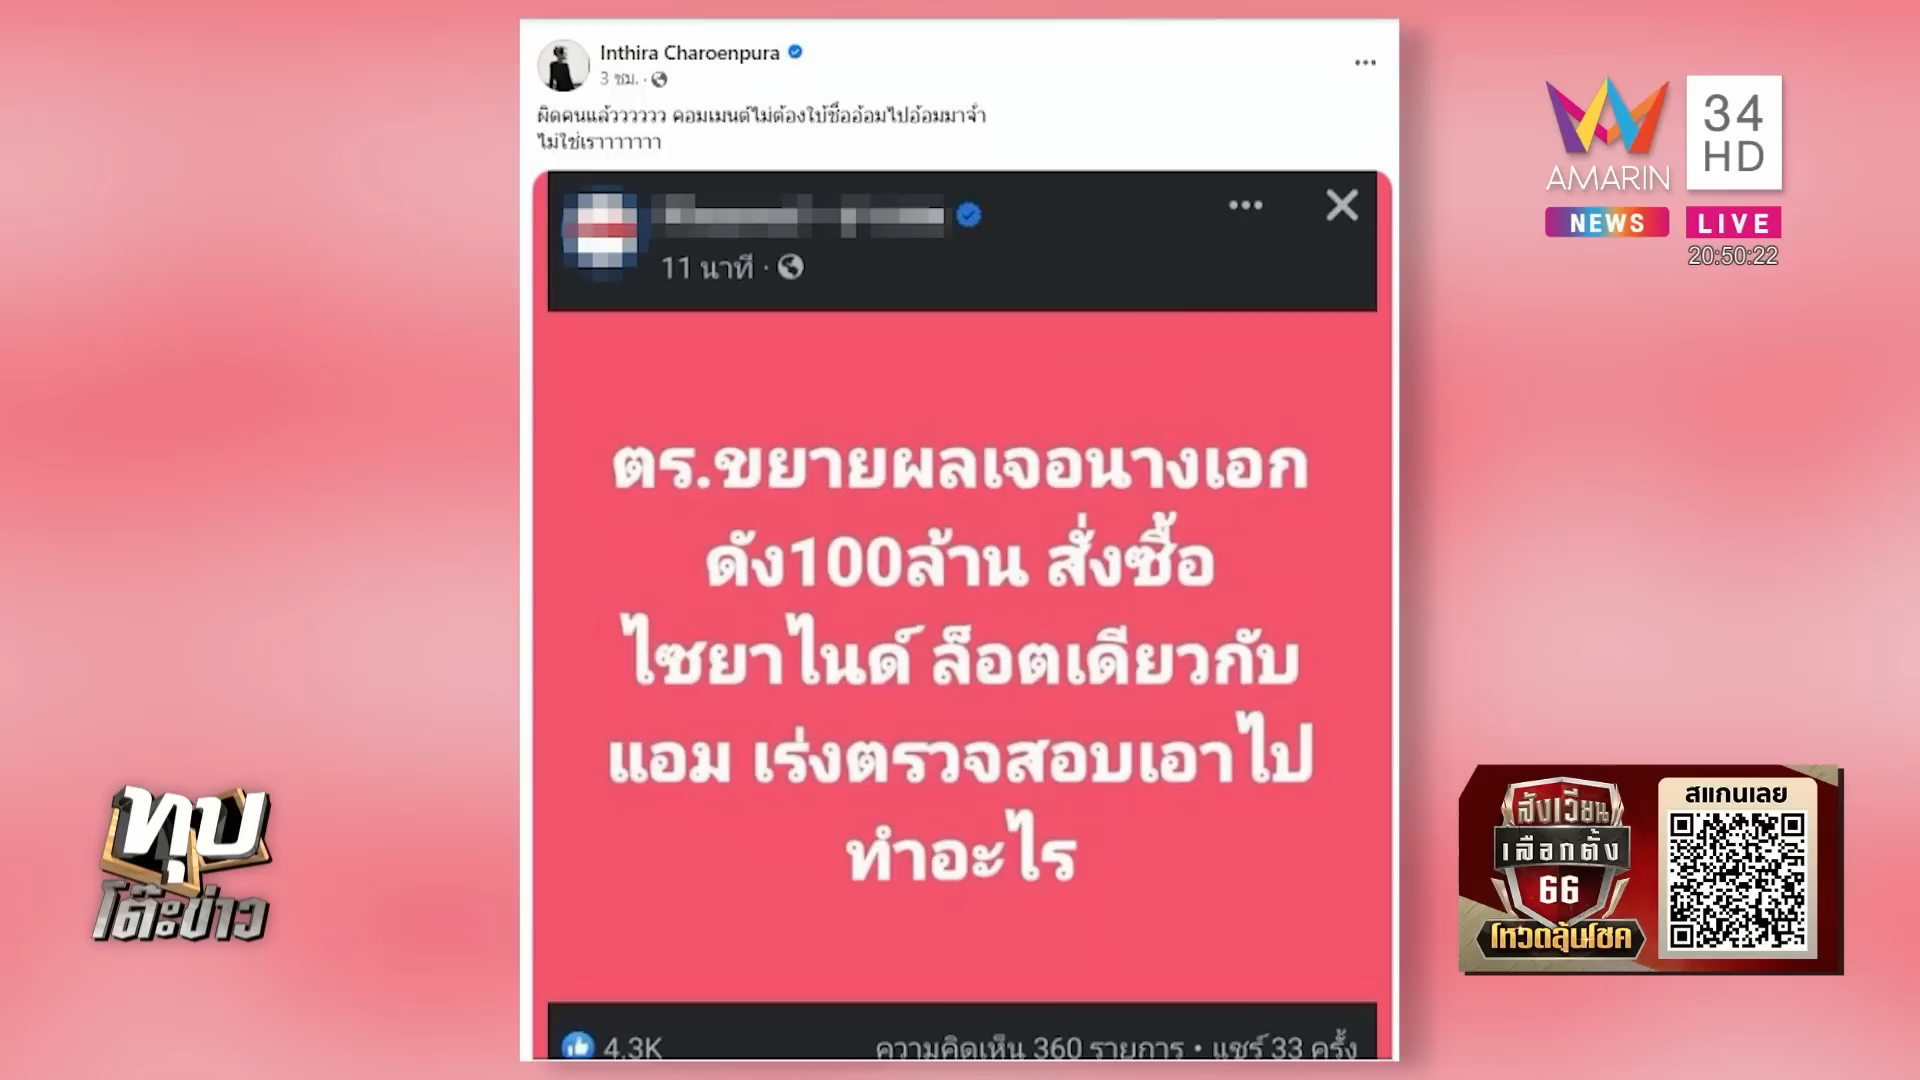 Inthira Charoenpura
3 ชม.
ผิดคนแล้วววววว คอมเมนต์ไม่ต้องใบ้ชื่ออ้อมไปอ้อมมาจ้า
ไม่ใช่เราาาาาาา
11 นาที
ตร.ขยายผลเจอนางเอก
ดัง100ล้าน สั่งซื้อ
ไซยาไนด์ ล็อตเดียวกับ
แอม เร่งตรวจสอบเอาไป
ทำอะไร
4.3K
ความคิดเห็น 360 รายการ • แชร์ 33 ครั้ง
AMARIN
NEWS
34
HD
LIVE
20:50:22
ทุบ
โต๊ะข่าว
สังเวียน
เลือกตั้ง
66
โหวตลุ้นโชค
สแกนเลย